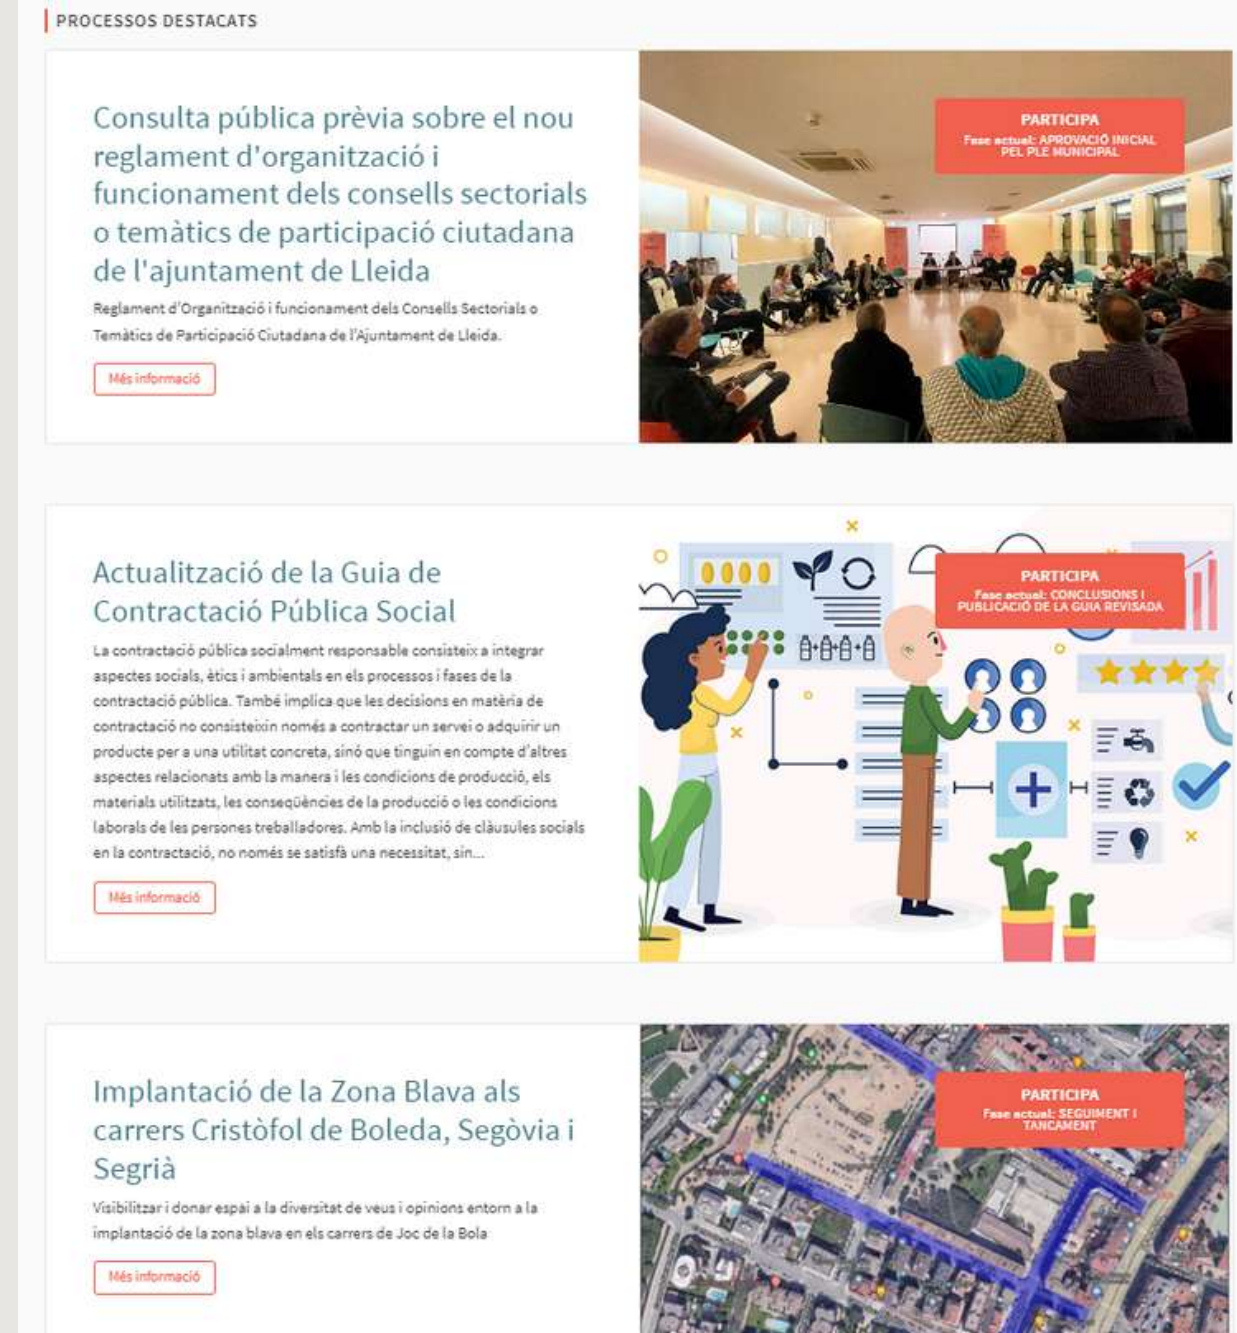 PROCESSOS DESTACATS
Consulta pública prèvia sobre el nou
reglament d'organització i
funcionament dels consells sectorials
o temàtics de participació ciutadana
de l'ajuntament de Lleida
Reglament d'Organització i funcionament dels Consells Sectorials o
Temàtics de Participació Ciutadana de l'Ajuntament de Lleida.
Més informació
PARTICIPA
Fase actual: APROVACIÓ INICIAL
PEL PLE MUNICIPAL
Actualització de la Guia de
Contractació Pública Social
La contractació pública socialment responsable consisteix a integrar
aspectes socials, ètics i ambientals en els processos i fases de la
contractació pública. També implica que les decisions en matèria de
contractació no consisteixin només a contractar un servei o adquirir un
producte per a una utilitat concreta, sinó que tinguin en compte d'altres
aspectes relacionats amb la manera i les condicions de producció, els
materials utilitzats, les conseqüències de la producció o les condicions
laborals de les persones treballadores. Amb la inclusió de clàusules socials
en la contractació, no només se satisfà una necessitat, sin...
Més informació
PARTICIPA
Fase actual: CONCLUSIONS I
PUBLICACIÓ DE LA GUIA REVISADA
Implantació de la Zona Blava als
carrers Cristòfol de Boleda, Segòvia i
Segrià
Visibilitzar i donar espai a la diversitat de veus i opinions entorn a la
implantació de la zona blava en els carrers de Joc de la Bola
Més informació
PARTICIPA
Fase actual: SEGUIMENT I
TANCAMENT